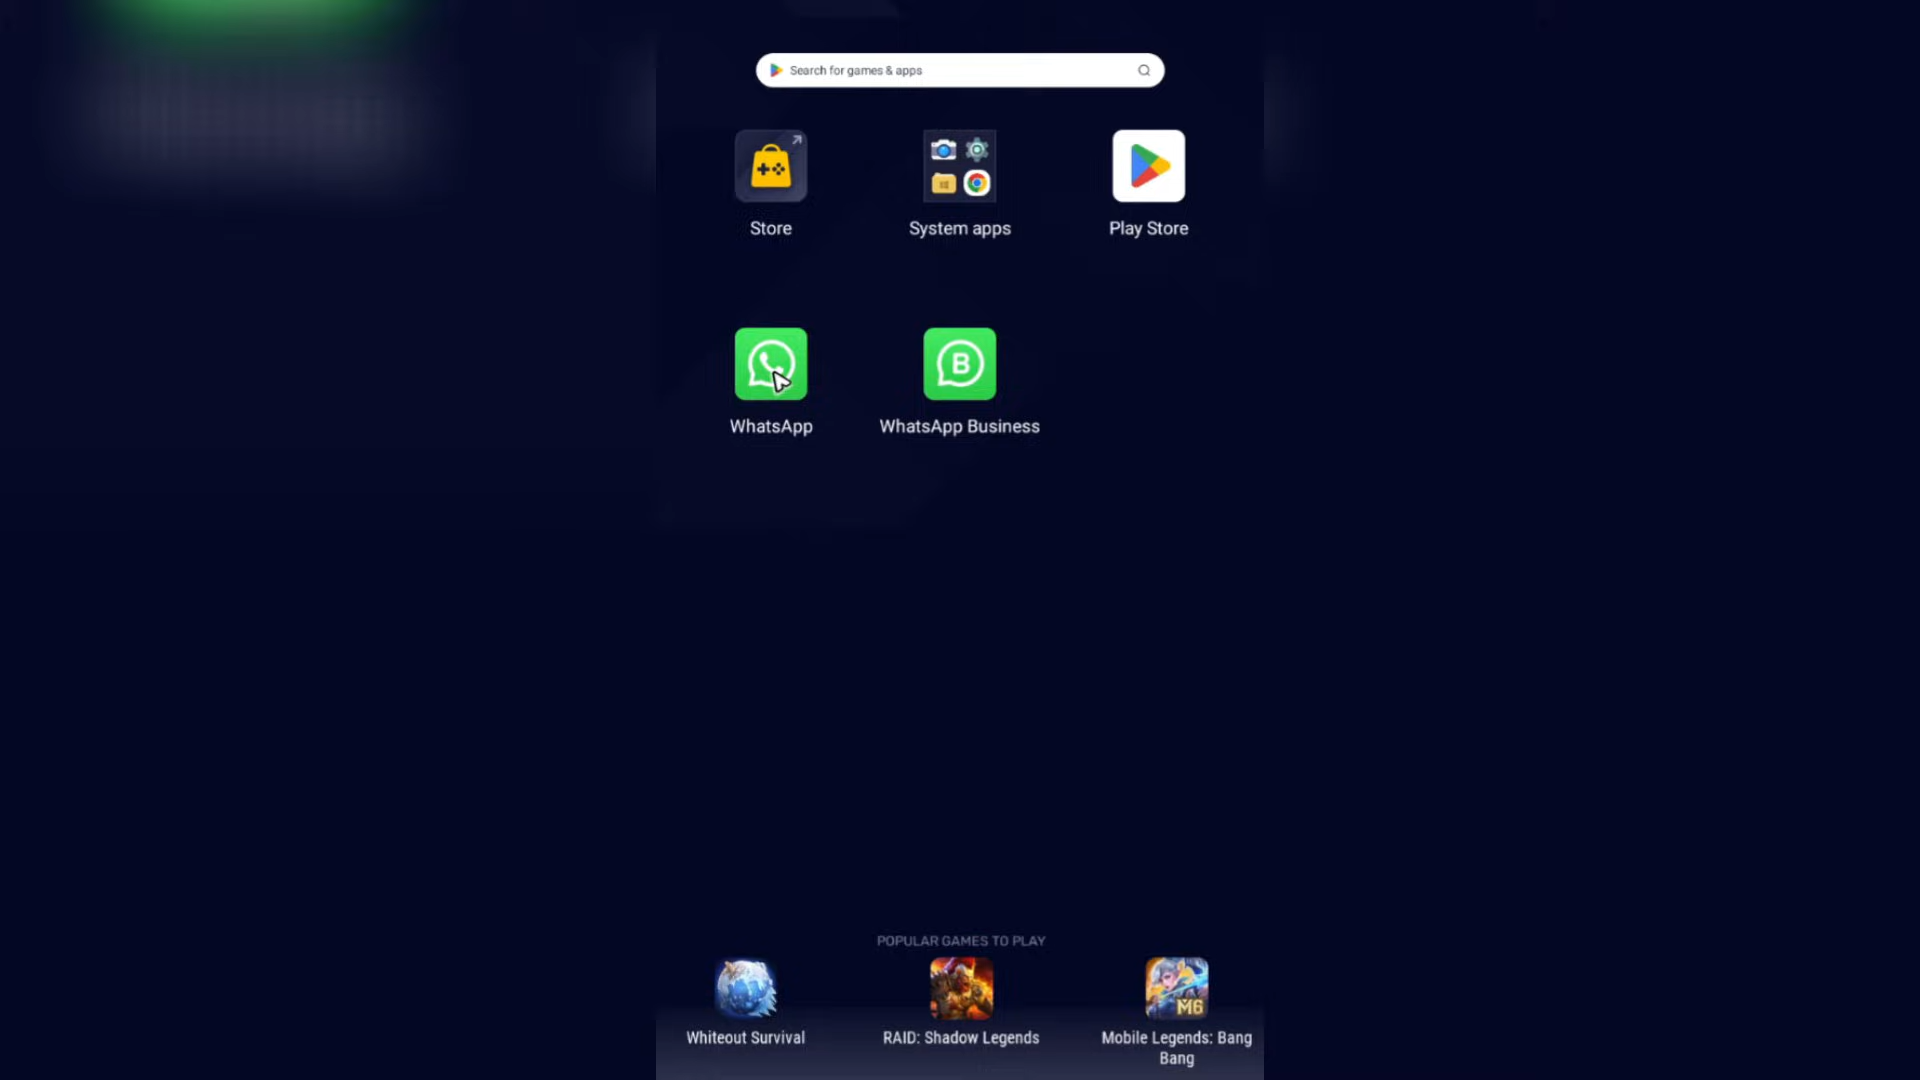 Search for games & apps
Store
System apps
Play Store
WhatsApp
B
WhatsApp Business
POPULAR GAMES TO PLAY
M6
Whiteout Survival
RAID: Shadow Legends
Mobile Legends: Bang
Bang